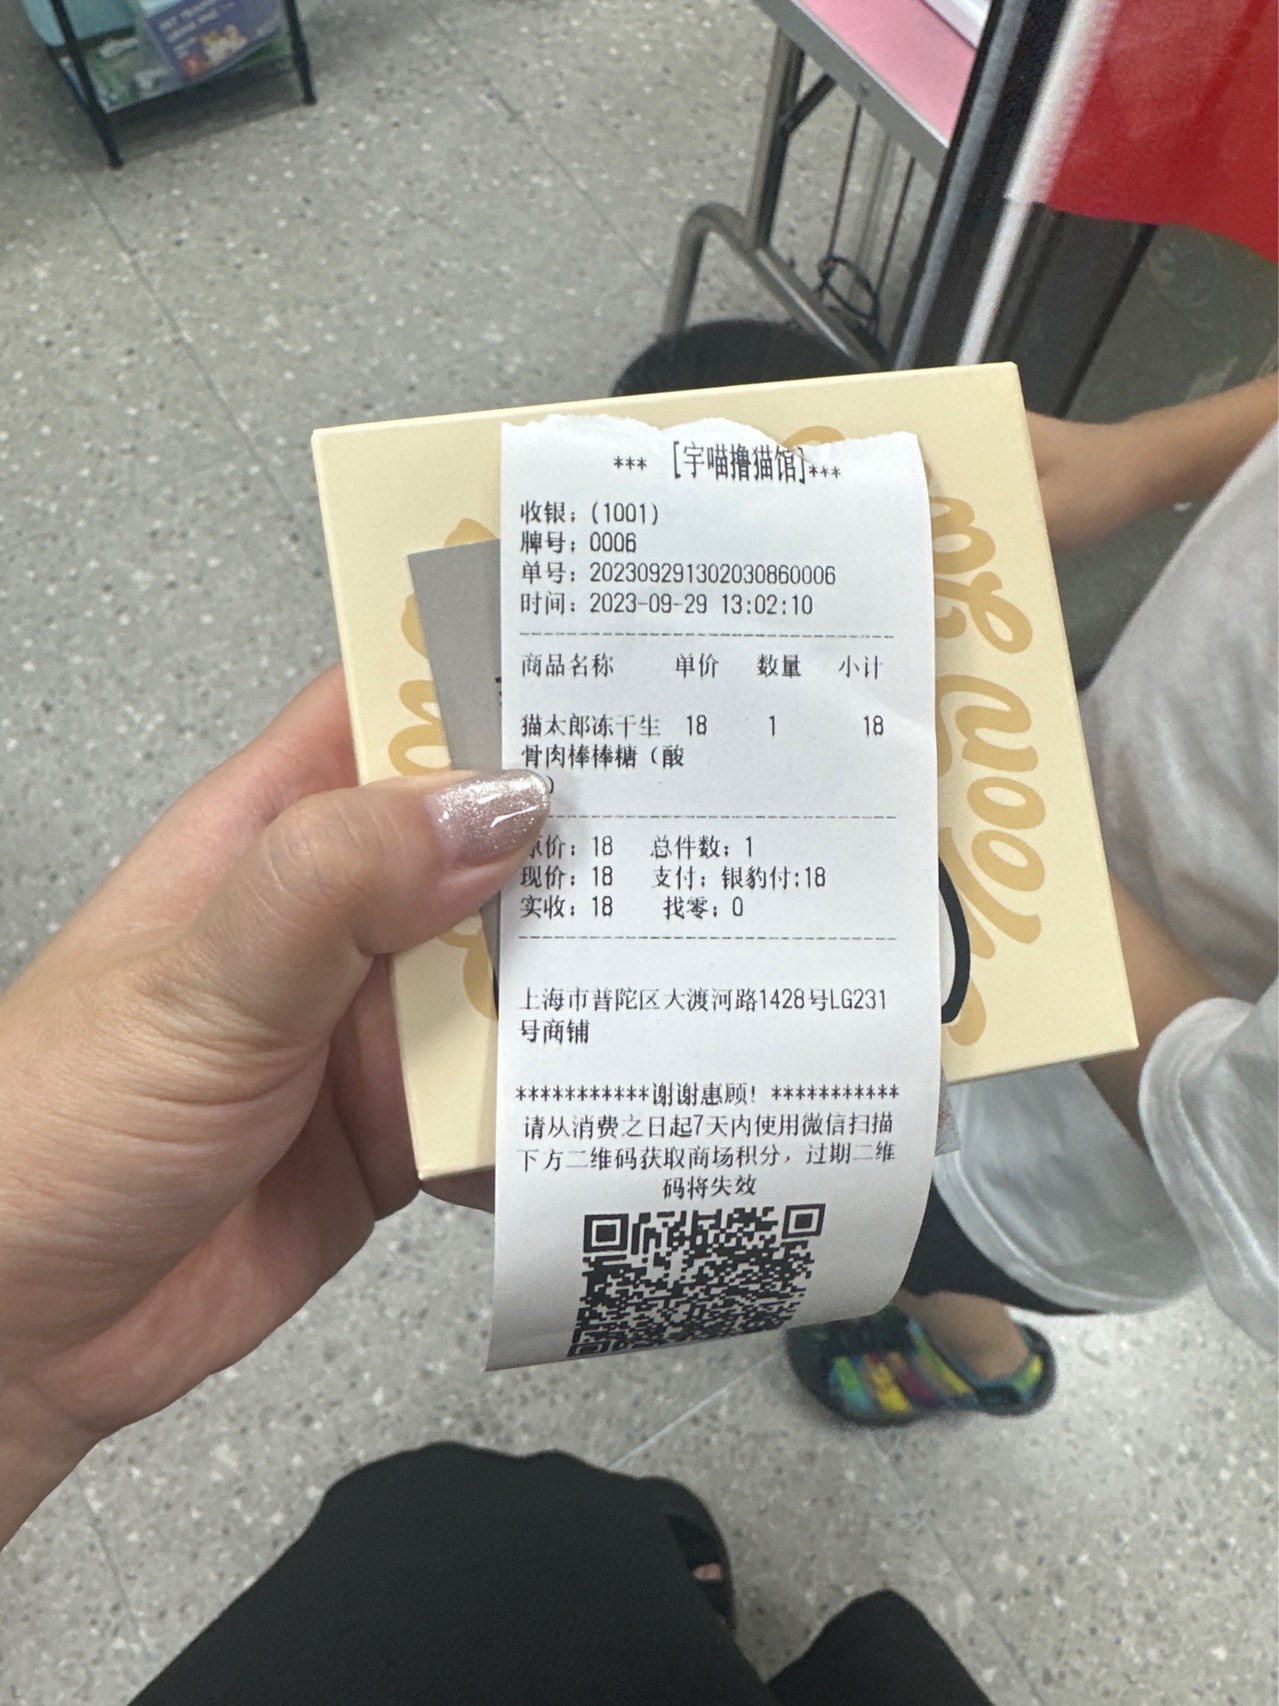 *** [宇喵撸猫馆]***
收银：(1001)
牌号：0006
单号：202309291302030860006
时间：2023-09-29 13:02:10
商品名称 单价 数量 小计
猫太郎冻干生 18 1 18
骨肉棒棒糖（酸
）
价：18 总件数：1
现价：18 支付：银豹付:18
实收：18 找零：0
上海市普陀区大渡河路1428号LG231
号商铺
***********谢谢惠顾! ***********
请从消费之日起7天内使用微信扫描
下方二维码获取商场积分，过期二维
码将失效